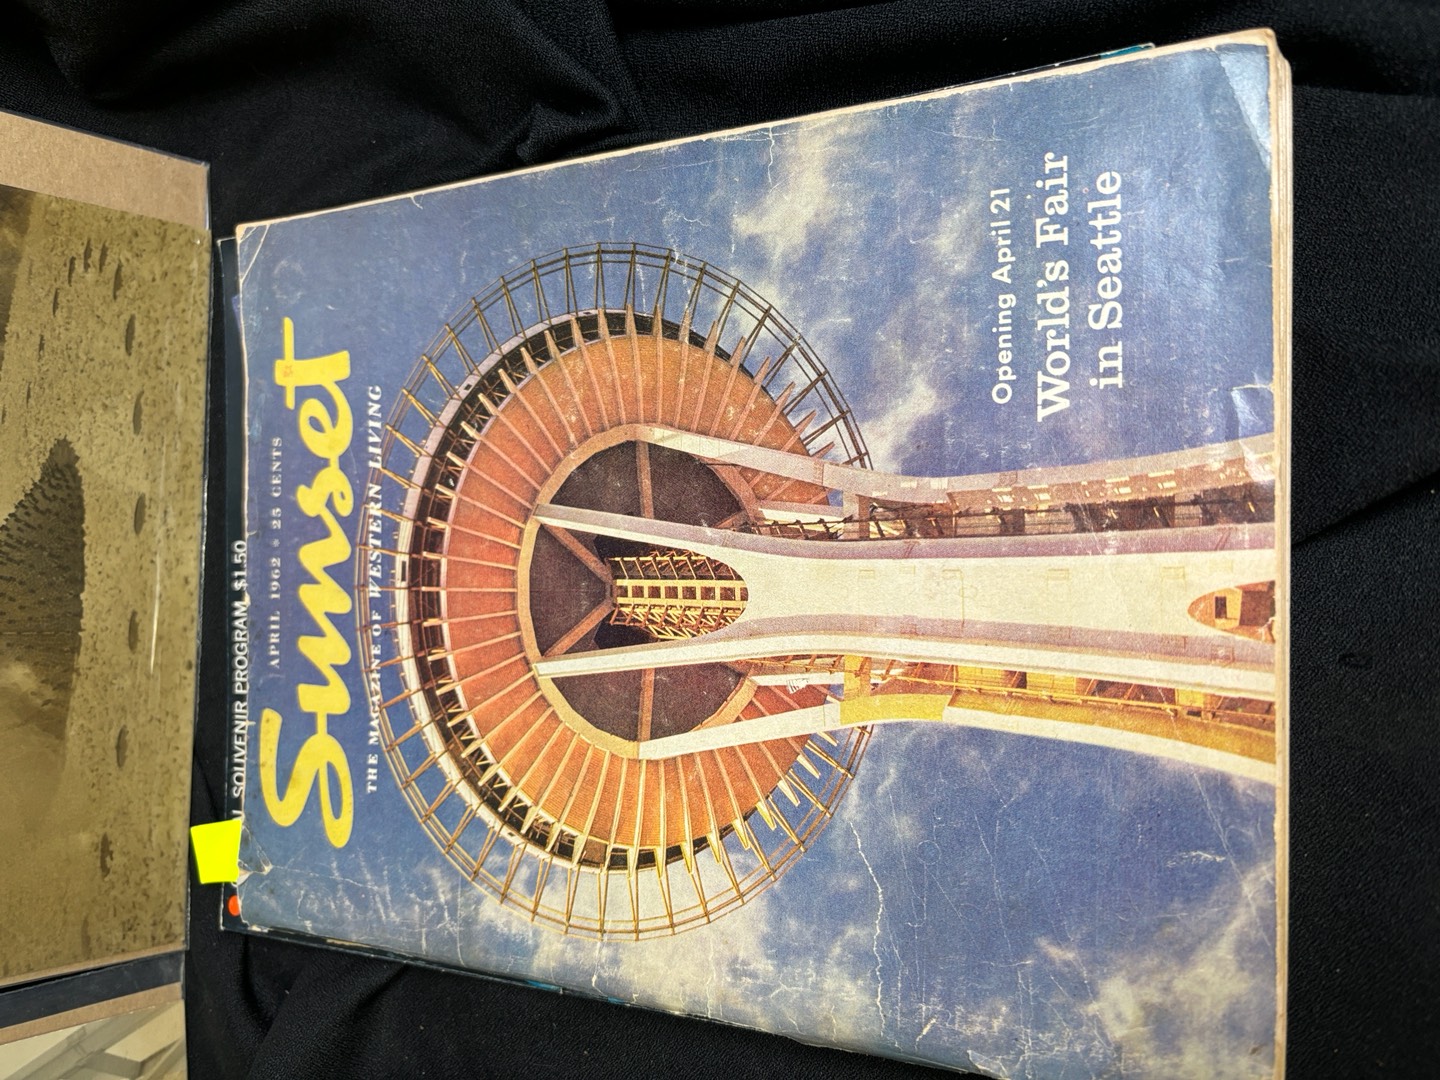 SOUVENIR PROGRAM $1.50
APRIL 1962 * 25 CENTS
Sunset
THE MAGAZINE OF WESTERN LIVING
Opening April 21
World's Fair
in Seattle